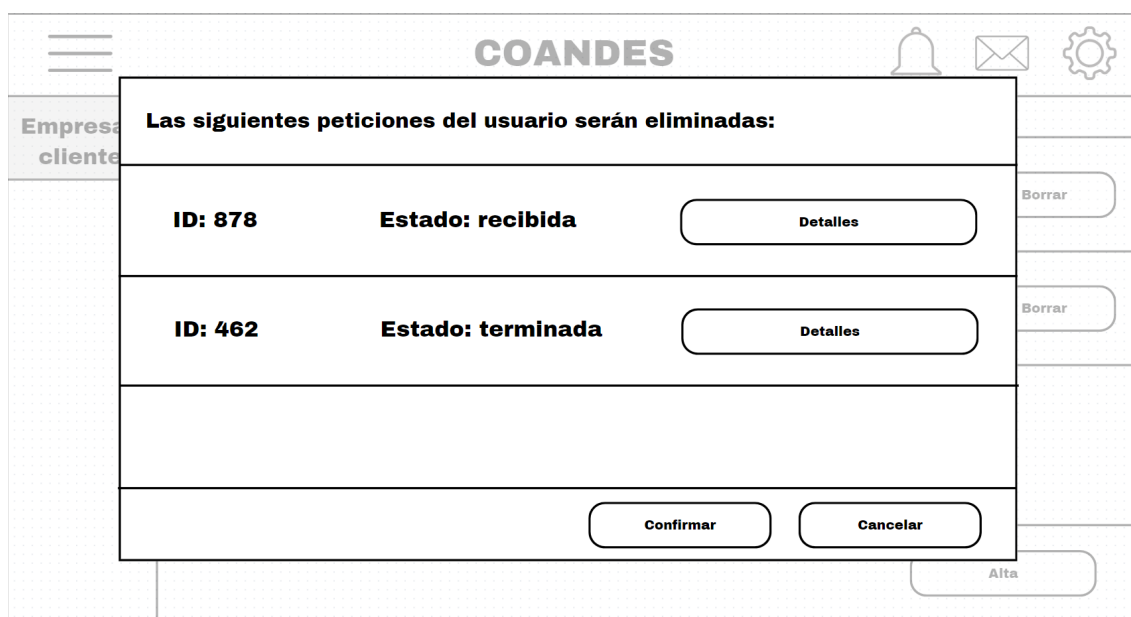 COANDES
Empresa
cliente
Las siguientes peticiones del usuario serán eliminadas:
ID: 878 Estado: recibida Detalles
Borrar
ID: 462 Estado: terminada Detalles
Borrar
Confirmar Cancelar
Alta